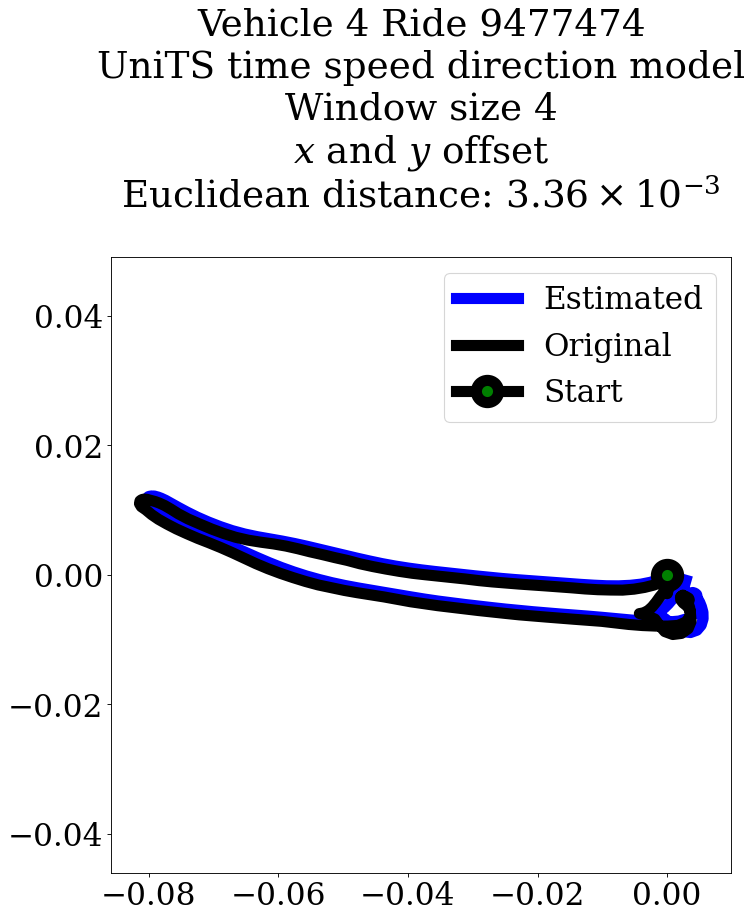 Vehicle 4 Ride 9477474
UniTS time speed direction model
Window size 4
x and y offset
Euclidean distance: 3.36 × 10⁻³
Estimated
Original
Start
0.04
0.02
0.00
−0.02
−0.04
−0.08 −0.06 −0.04 −0.02 0.00